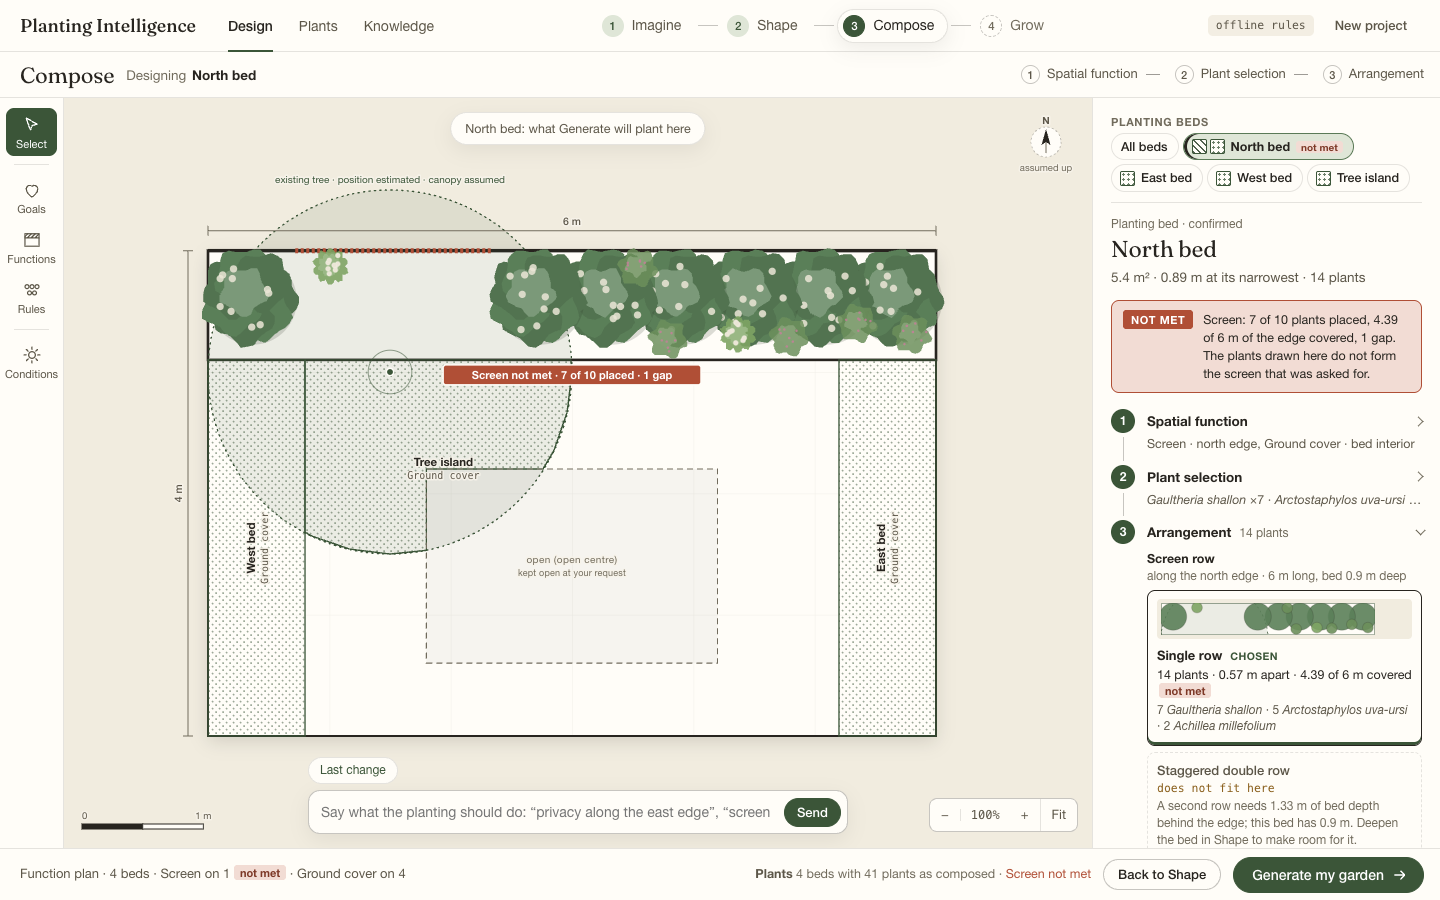 Planting Intelligence
Design
Plants
Knowledge
1 Imagine
2 Shape
3 Compose
4 Grow
offline rules
New project
Compose
Designing North bed
1 Spatial function
2 Plant selection
3 Arrangement
Select
Goals
Functions
Rules
Conditions
North bed: what Generate will plant here
N
assumed up
existing tree · position estimated · canopy assumed
6 m
4 m
Screen not met · 7 of 10 placed · 1 gap
Tree island
Ground cover
West bed
Ground cover
East bed
Ground cover
open (open centre)
kept open at your request
Last change
Say what the planting should do: “privacy along the east edge”, “screen
Send
0 1 m
− 100% + Fit
PLANTING BEDS
All beds
North bed not met
East bed
West bed
Tree island
Planting bed · confirmed
North bed
5.4 m² · 0.89 m at its narrowest · 14 plants
NOT MET
Screen: 7 of 10 plants placed, 4.39
of 6 m of the edge covered, 1 gap.
The plants drawn here do not form
the screen that was asked for.
1 Spatial function
Screen · north edge, Ground cover · bed interior
2 Plant selection
Gaultheria shallon ×7 · Arctostaphylos uva-ursi …
3 Arrangement 14 plants
Screen row
along the north edge · 6 m long, bed 0.9 m deep
Single row CHOSEN
14 plants · 0.57 m apart · 4.39 of 6 m covered
not met
7 Gaultheria shallon · 5 Arctostaphylos uva-ursi
· 2 Achillea millefolium
Staggered double row
does not fit here
A second row needs 1.33 m of bed depth
behind the edge; this bed has 0.9 m. Deepen
the bed in Shape to make room for it.
Function plan · 4 beds · Screen on 1 not met · Ground cover on 4
Plants 4 beds with 41 plants as composed · Screen not met
Back to Shape
Generate my garden →